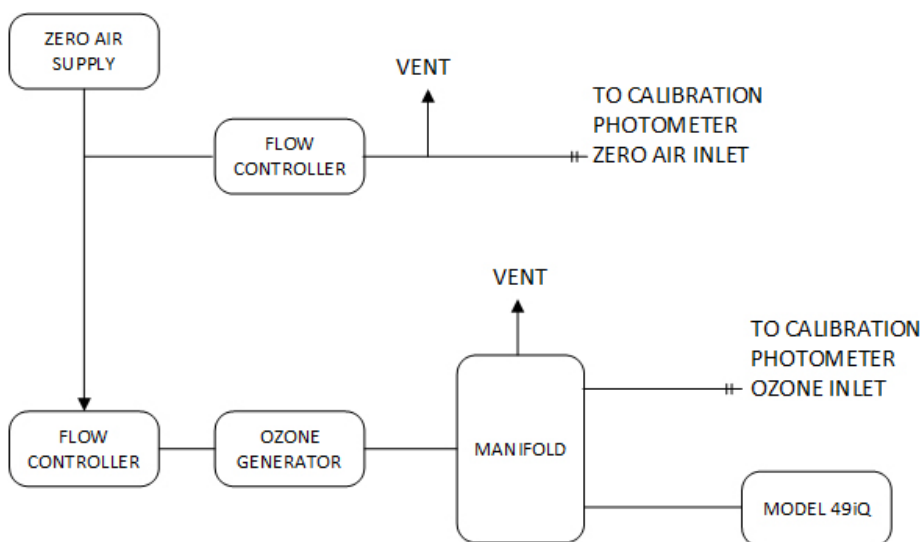 ZERO AIR
SUPPLY
VENT
TO CALIBRATION
PHOTOMETER
ZERO AIR INLET
FLOW
CONTROLLER
VENT
TO CALIBRATION
PHOTOMETER
OZONE INLET
FLOW
CONTROLLER
OZONE
GENERATOR
MANIFOLD
MODEL 49iQ